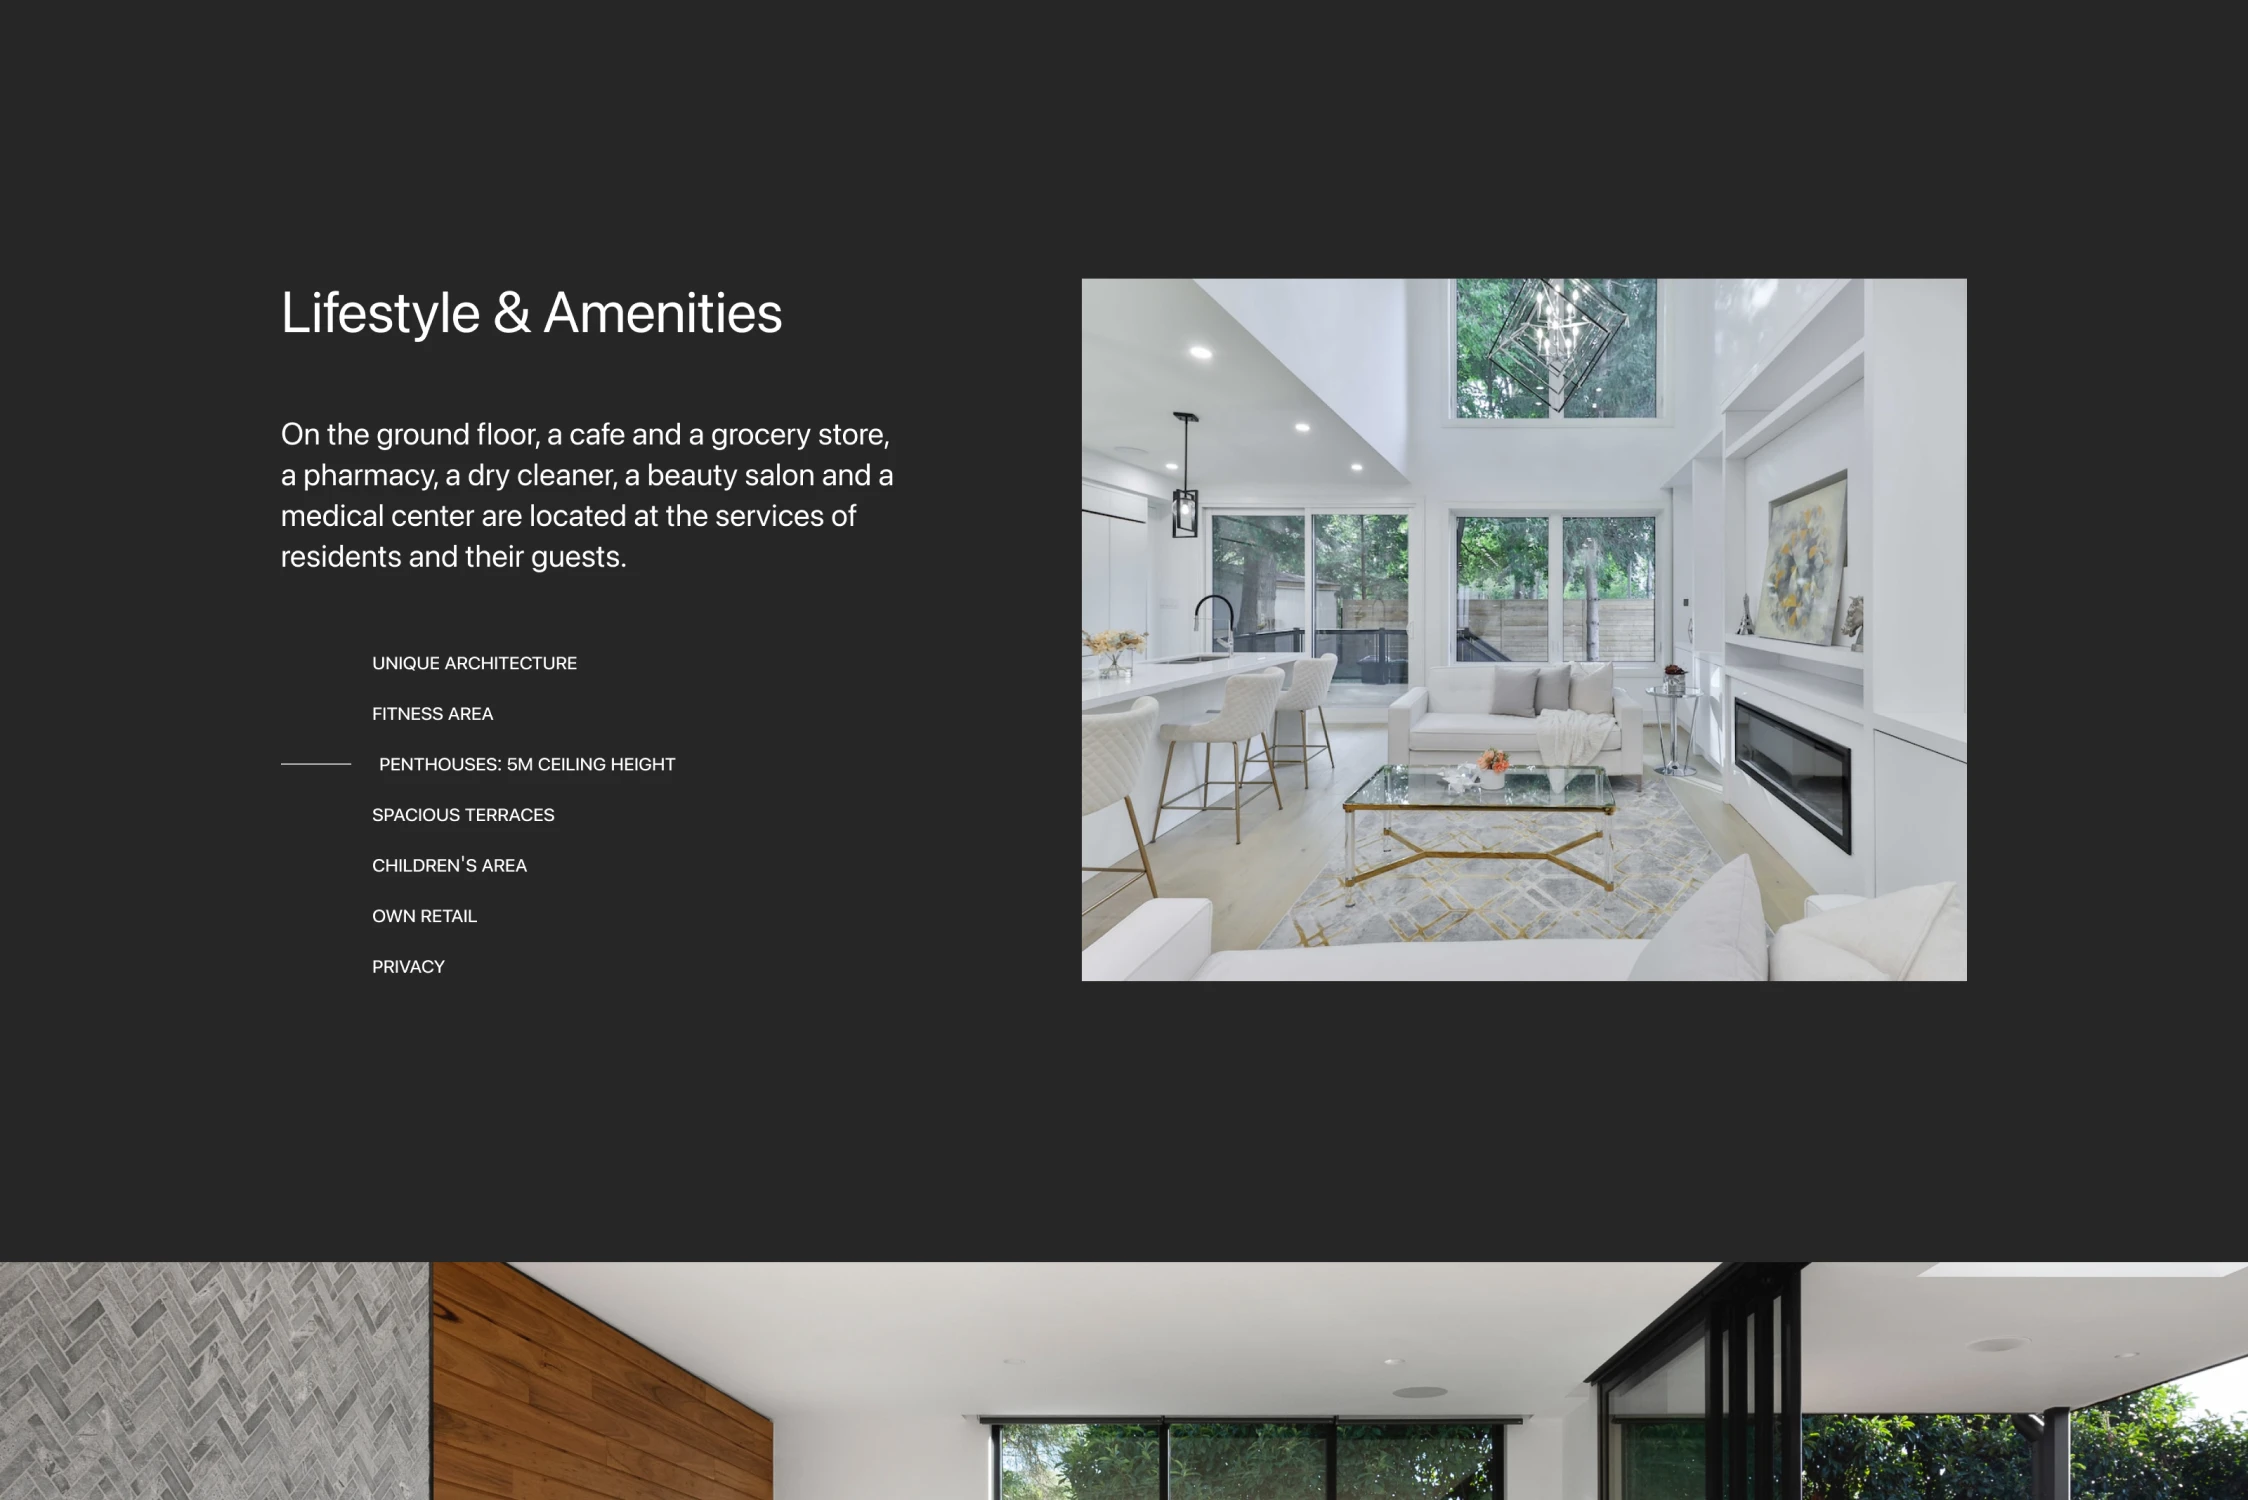 Lifestyle & Amenities
On the ground floor, a cafe and a grocery store,
a pharmacy, a dry cleaner, a beauty salon and a
medical center are located at the services of
residents and their guests.
UNIQUE ARCHITECTURE
FITNESS AREA
PENTHOUSES: 5M CEILING HEIGHT
SPACIOUS TERRACES
CHILDREN'S AREA
OWN RETAIL
PRIVACY